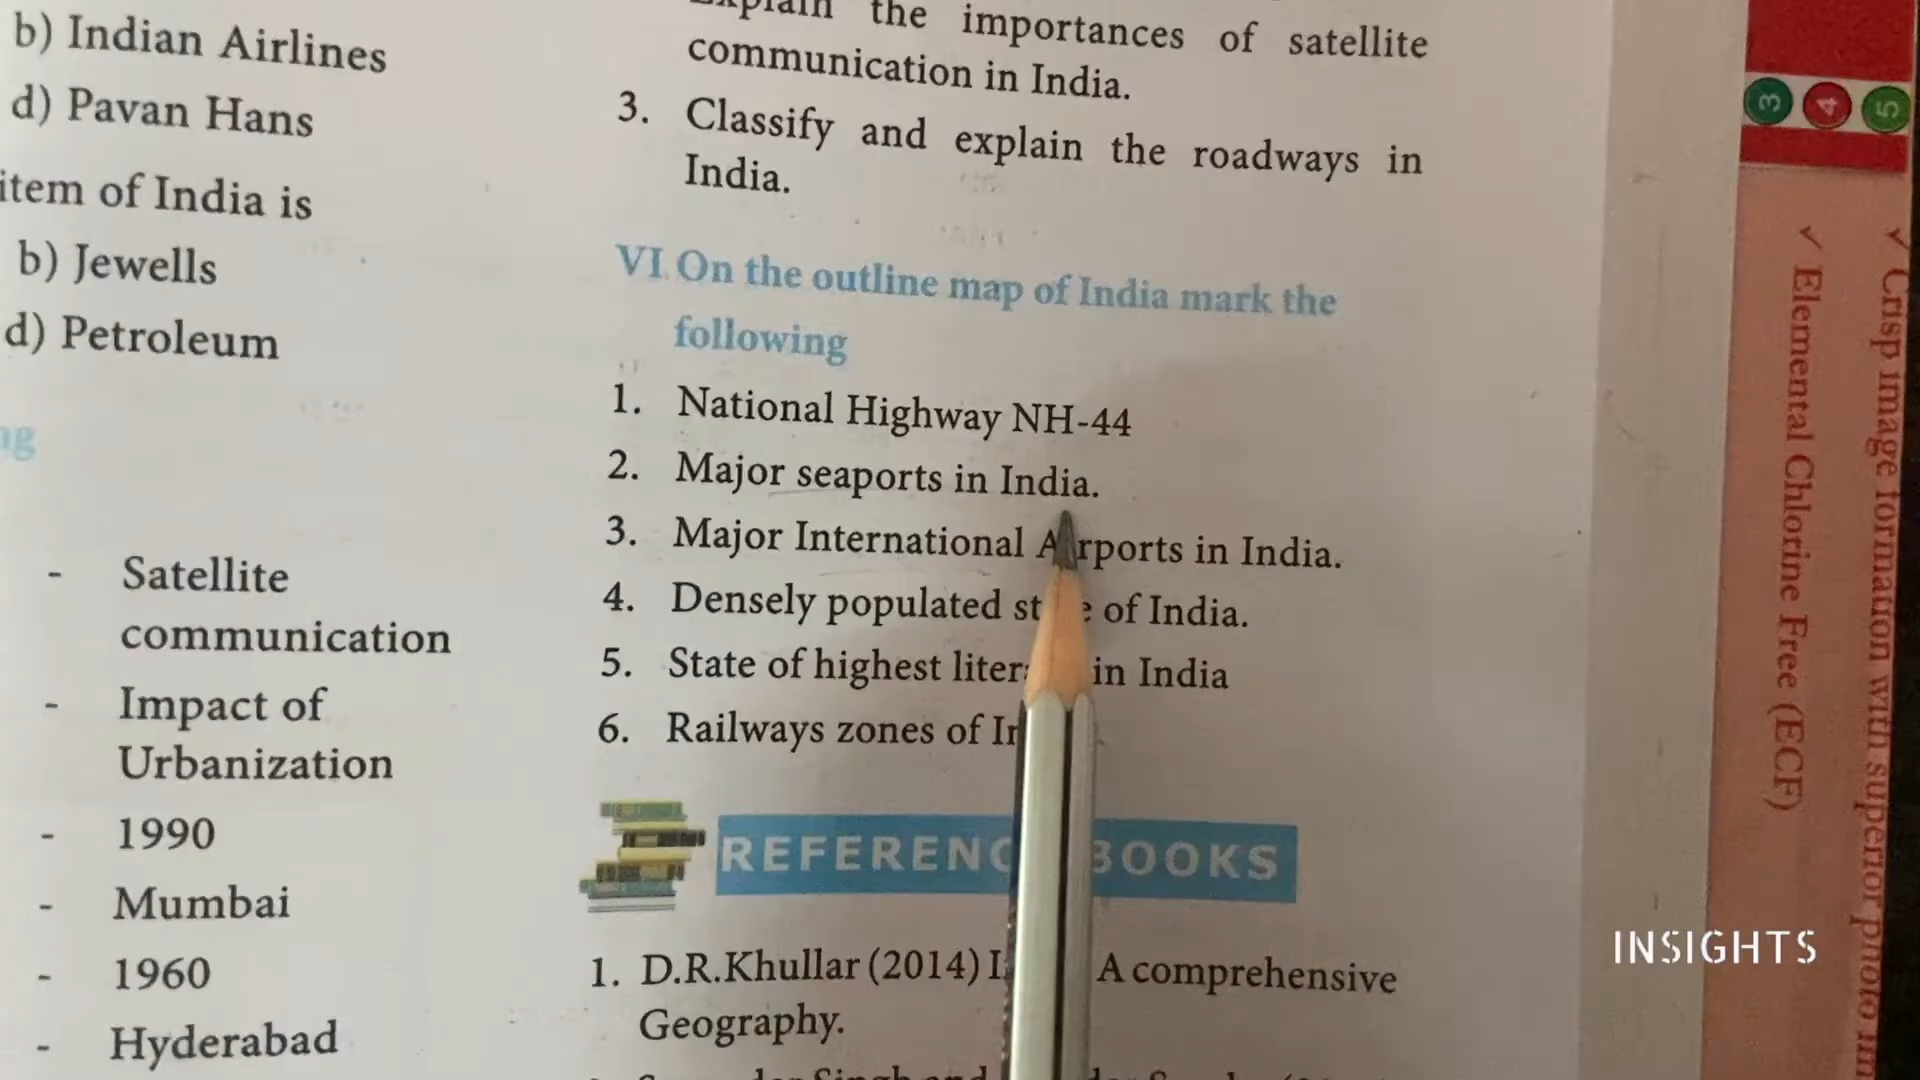 b) Indian Airlines
d) Pavan Hans
item of India is
b) Jewells
d) Petroleum
- Satellite
communication
- Impact of
Urbanization
- 1990
- Mumbai
- 1960
- Hyderabad
the importances of satellite
communication in India.
3. Classify and explain the roadways in
India.
VI. On the outline map of India mark the
following
1. National Highway NH-44
2. Major seaports in India.
3. Major International Airports in India.
4. Densely populated of India.
5. State of highest in India
6. Railways zones of
REFERENCE BOOKS
1. D.R.Khullar (2014) A comprehensive
Geography.
3 4 5
✓ Elemental Chlorine Free (ECF)
✓ Crisp image formation with superior photo
INSIGHTS